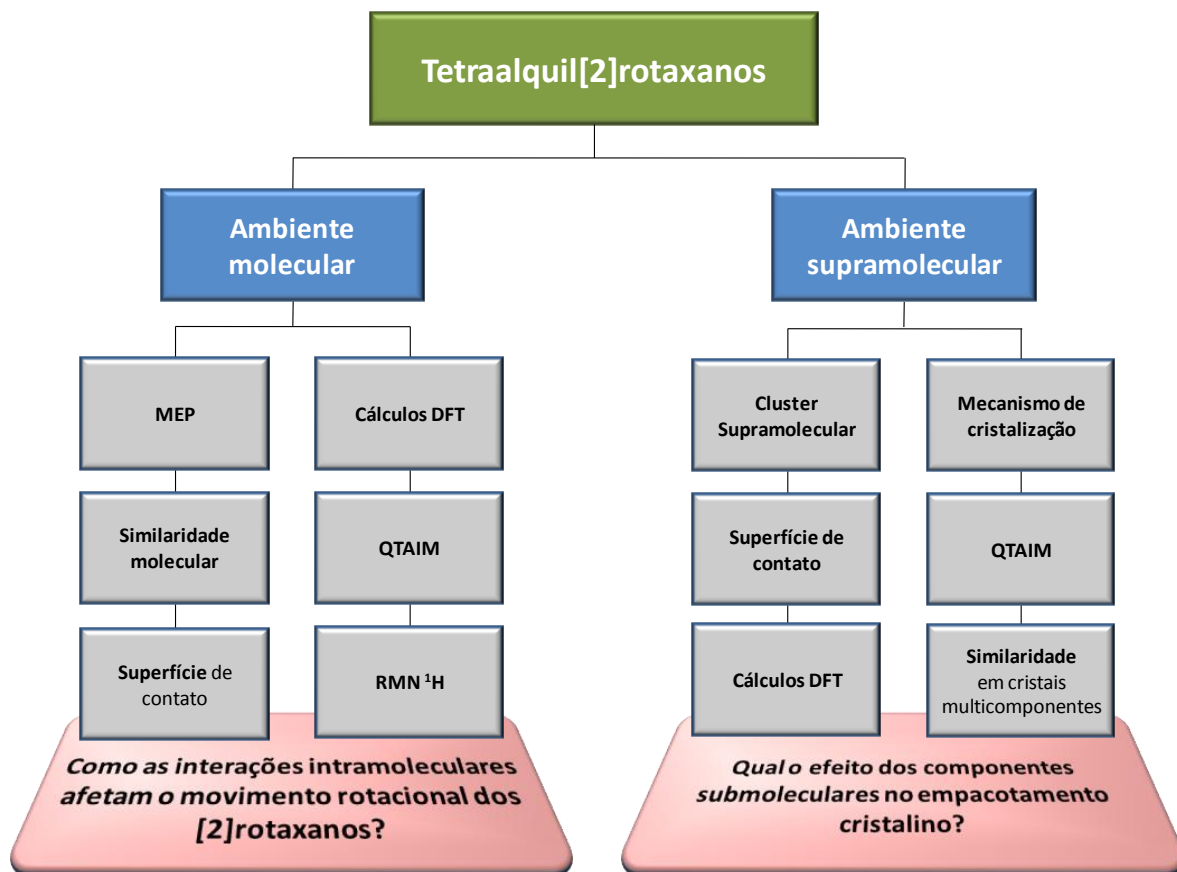 Tetraalquil[2]rotaxanos
Ambiente
molecular
Ambiente
supramolecular
MEP
Cálculos DFT
Cluster
Supramolecular
Mecanismo de
cristalização
Similaridade
molecular
QTAIM
Superfície de
contato
QTAIM
Superfície de
contato
RMN ¹H
Cálculos DFT
Similaridade
em cristais
multicomponentes
Como as interações intramoleculares
afetam o movimento rotacional dos
[2]rotaxanos?
Qual o efeito dos componentes
submoleculares no empacotamento
cristalino?